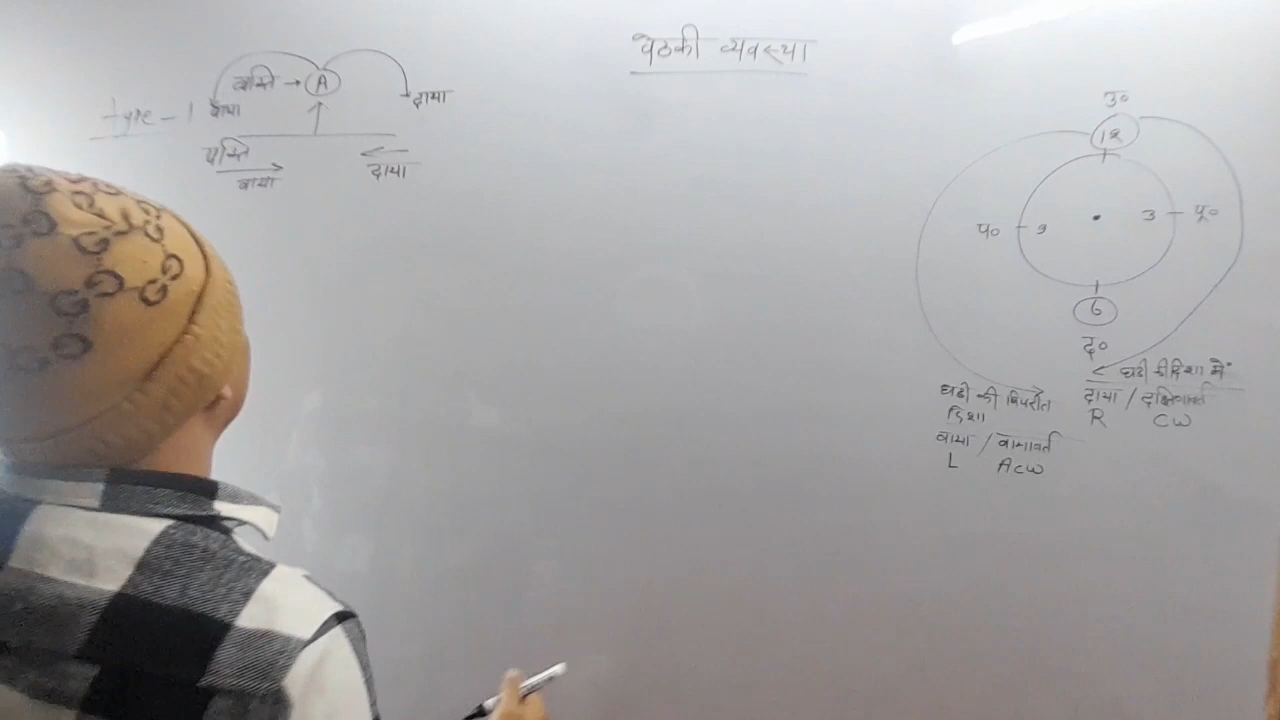 बैठकी व्यवस्था
type - 1
व्यक्ति → A
बाया
दाया
पंक्ति
बाया
दाया
उ०
12
प० 9
3 पू०
6
द०
घडी की दिशा में
दाया / दक्षिणावर्त
R CW
घडी की विपरीत
दिशा
बाया / वामावर्त
L ACW